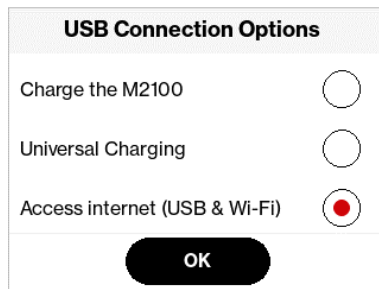 USB Connection Options
Charge the M2100
Universal Charging
Access internet (USB & Wi-Fi)
OK